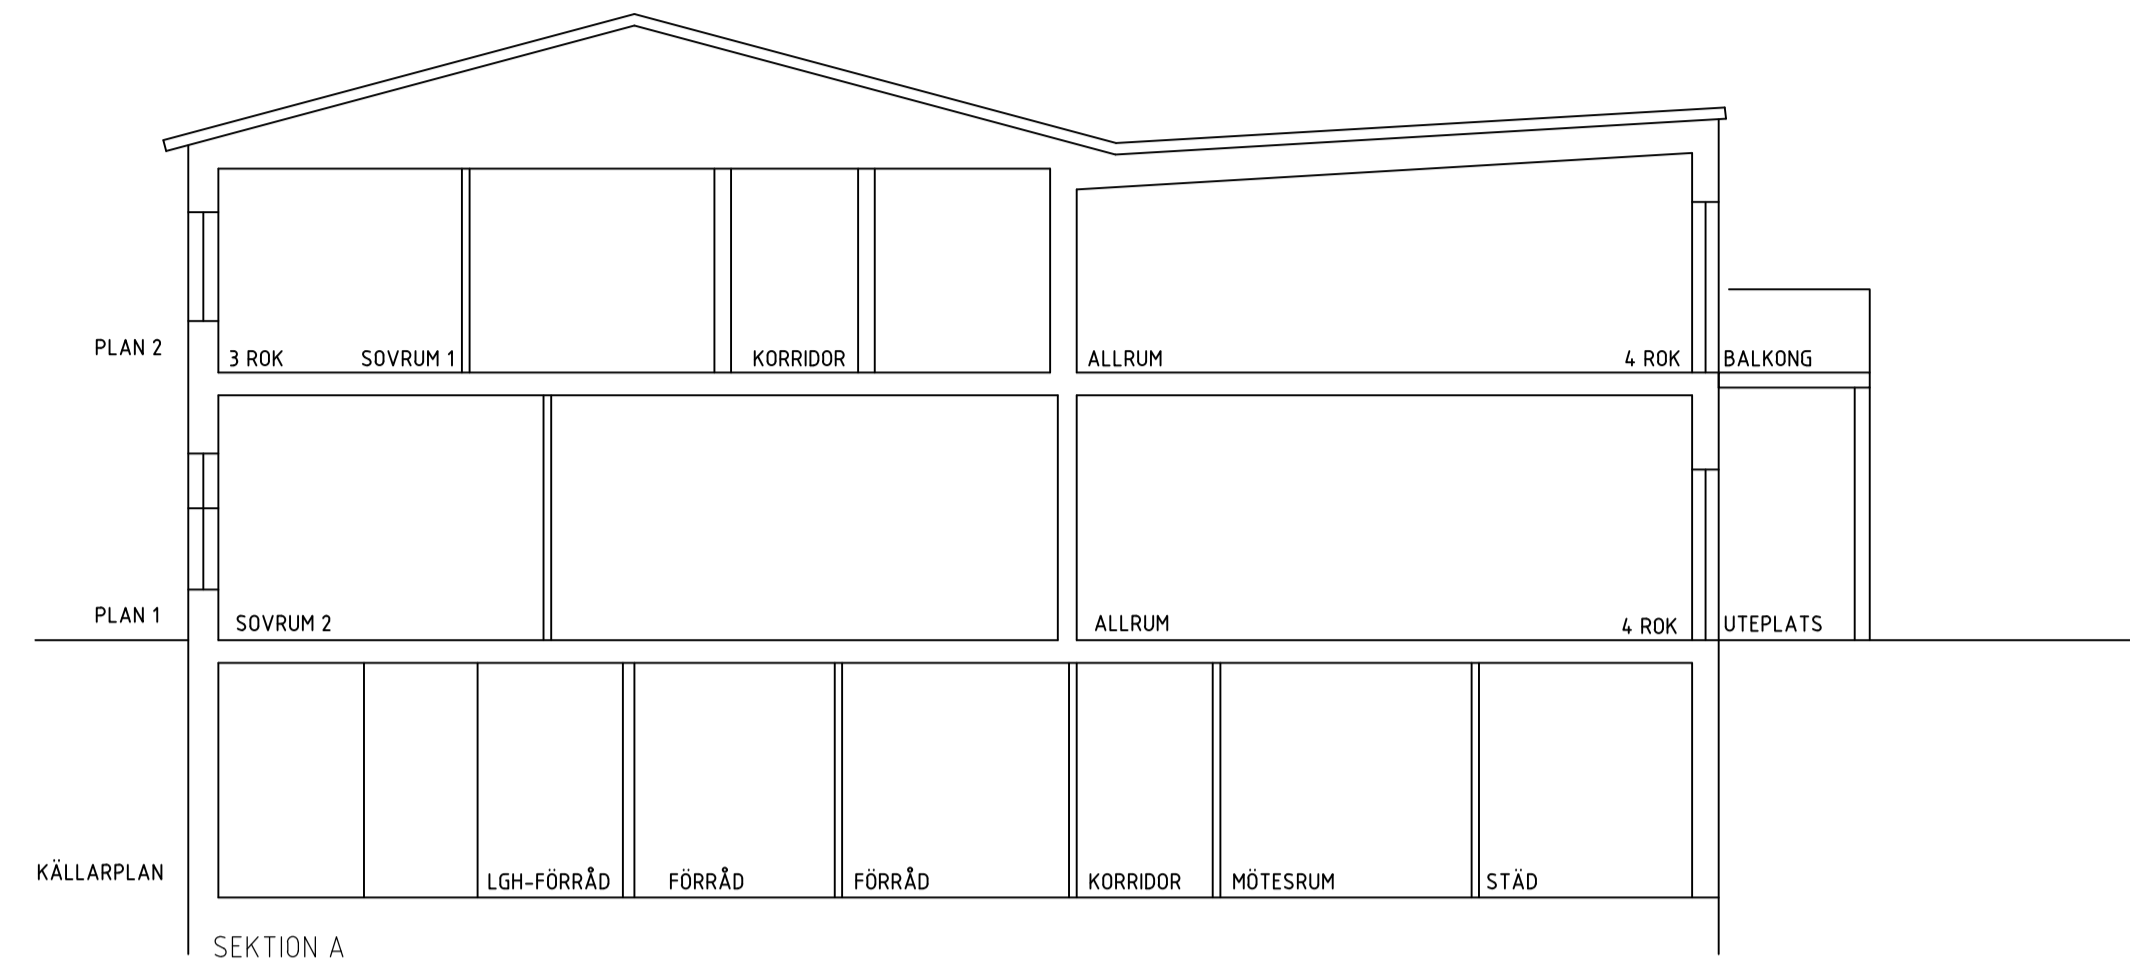 PLAN 2
3 ROK SOVRUM 1 KORRIDOR ALLRUM 4 ROK BALKONG
PLAN 1
SOVRUM 2 ALLRUM 4 ROK UTEPLATS
KÄLLARPLAN
LGH-FÖRRÅD FÖRRÅD FÖRRÅD KORRIDOR MÖTESRUM STÄD
SEKTION A